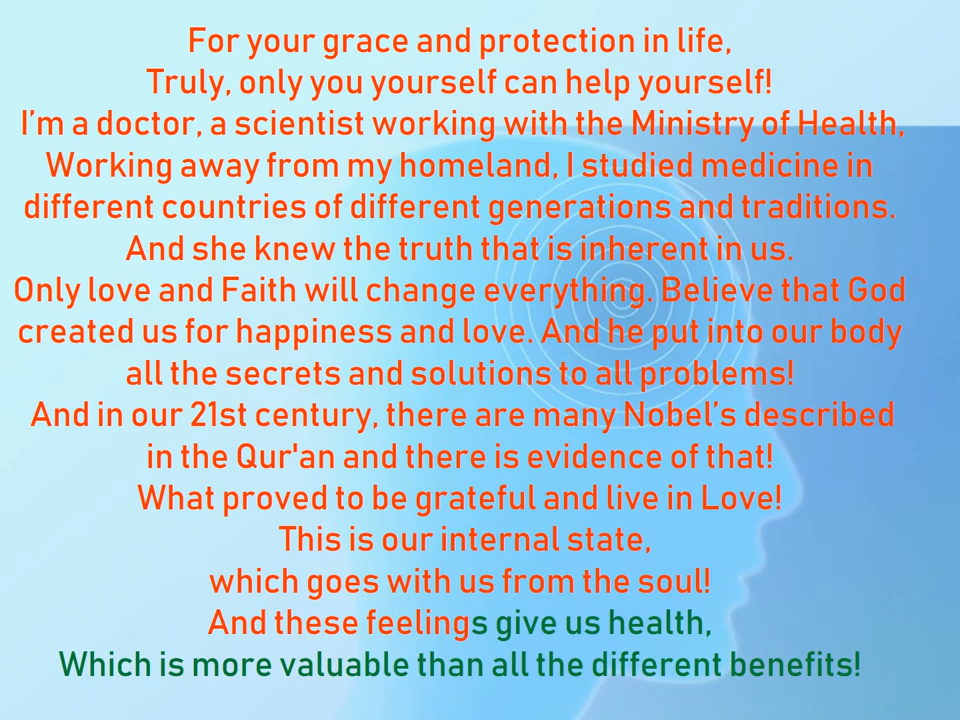 For your grace and protection in life,
Truly, only you yourself can help yourself!
I’m a doctor, a scientist working with the Ministry of Health,
Working away from my homeland, I studied medicine in
different countries of different generations and traditions.
And she knew the truth that is inherent in us.
Only love and Faith will change everything. Believe that God
created us for happiness and love. And he put into our body
all the secrets and solutions to all problems!
And in our 21st century, there are many Nobel’s described
in the Qur'an and there is evidence of that!
What proved to be grateful and live in Love!
This is our internal state,
which goes with us from the soul!
And these feelings give us health,
Which is more valuable than all the different benefits!